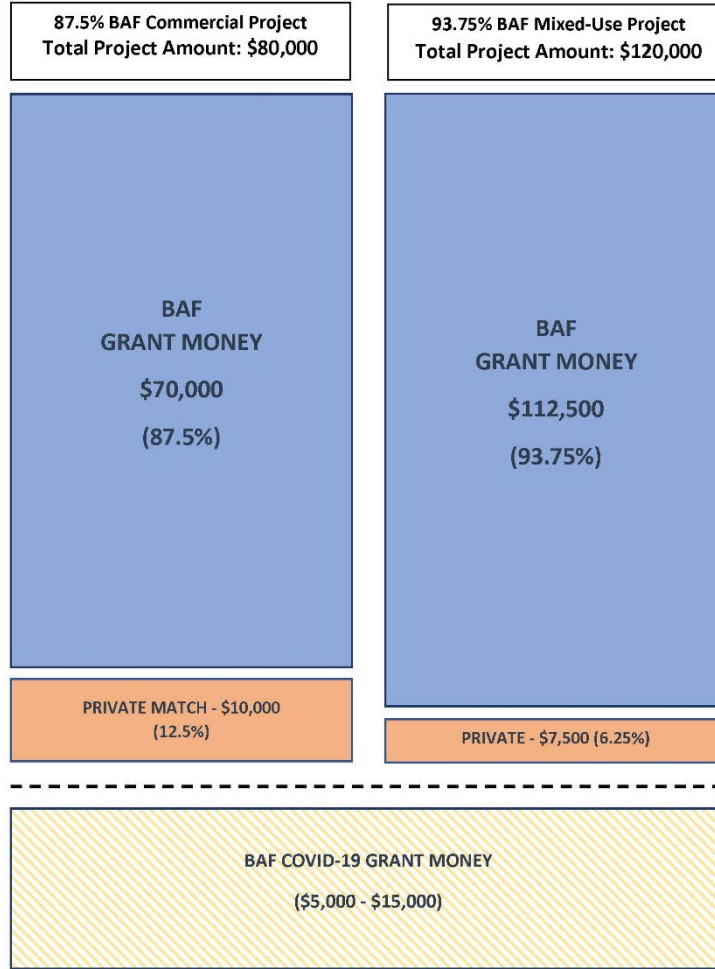 87.5% BAF Commercial Project
Total Project Amount: $80,000
93.75% BAF Mixed-Use Project
Total Project Amount: $120,000
BAF
GRANT MONEY
$70,000
(87.5%)
BAF
GRANT MONEY
$112,500
(93.75%)
PRIVATE MATCH - $10,000
(12.5%)
PRIVATE - $7,500 (6.25%)
BAF COVID-19 GRANT MONEY
($5,000 - $15,000)